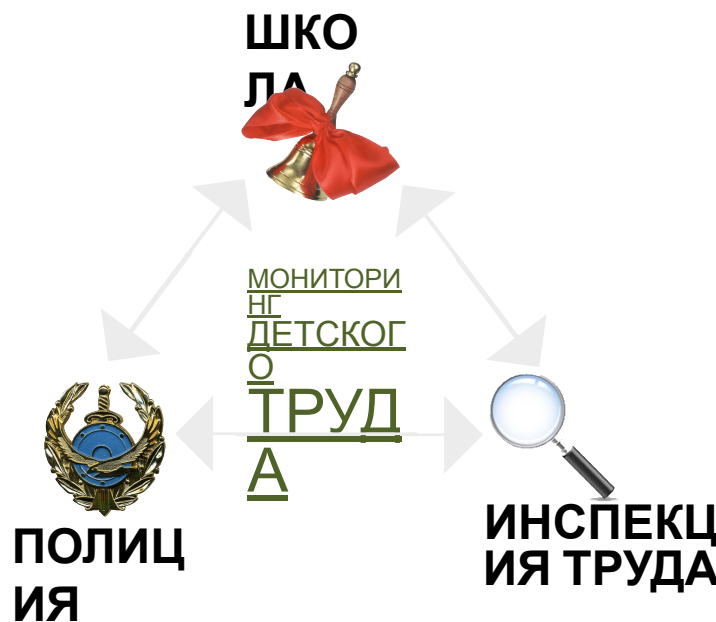 ШКО
ЛА
МОНИТОРИ
НГ
ДЕТСКОГ
О
ТРУД
А
ПОЛИЦ
ИЯ
ИНСПЕКЦ
ИЯ ТРУДА